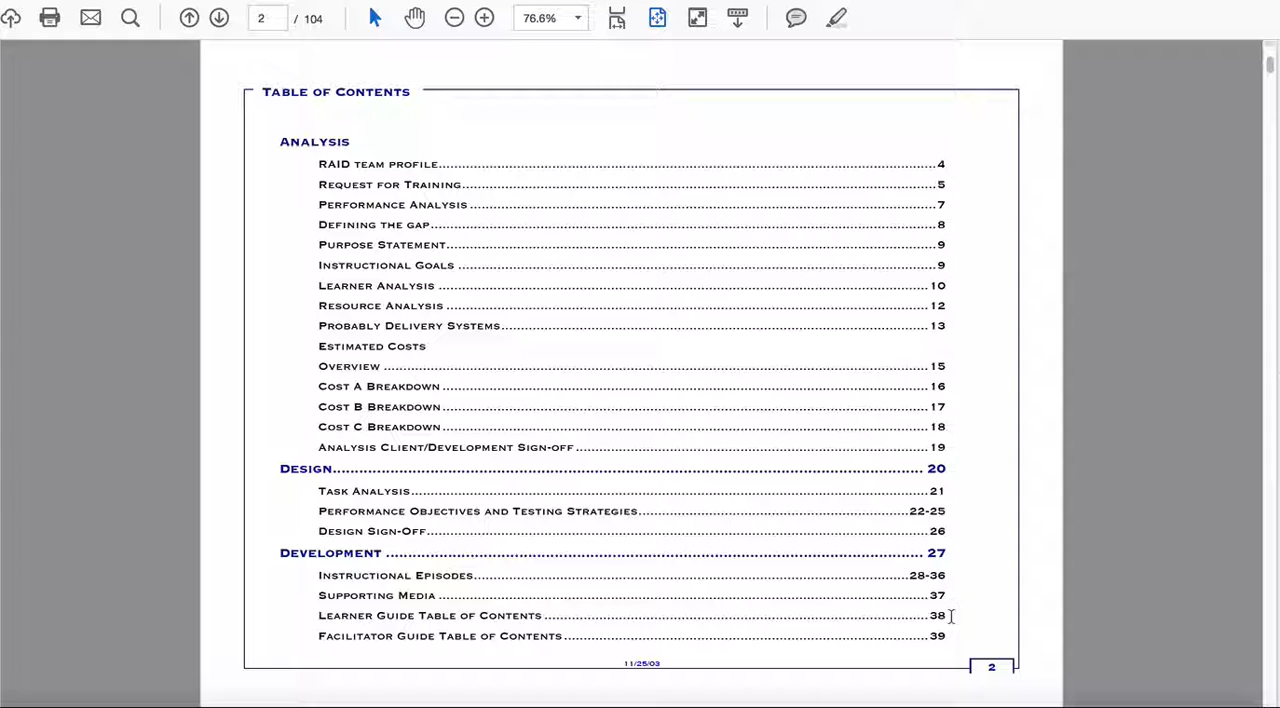 2 / 104 76.6%
TABLE OF CONTENTS
ANALYSIS
RAID TEAM PROFILE 4
REQUEST FOR TRAINING 5
PERFORMANCE ANALYSIS 7
DEFINING THE GAP 8
PURPOSE STATEMENT 9
INSTRUCTIONAL GOALS 9
LEARNER ANALYSIS 10
RESOURCE ANALYSIS 12
PROBABLY DELIVERY SYSTEMS 13
ESTIMATED COSTS
OVERVIEW 15
COST A BREAKDOWN 16
COST B BREAKDOWN 17
COST C BREAKDOWN 18
ANALYSIS CLIENT/DEVELOPMENT SIGN-OFF 19
DESIGN 20
TASK ANALYSIS 21
PERFORMANCE OBJECTIVES AND TESTING STRATEGIES 22-25
DESIGN SIGN-OFF 26
DEVELOPMENT 27
INSTRUCTIONAL EPISODES 28-36
SUPPORTING MEDIA 37
LEARNER GUIDE TABLE OF CONTENTS 38
FACILITATOR GUIDE TABLE OF CONTENTS 39
11/25/03
2